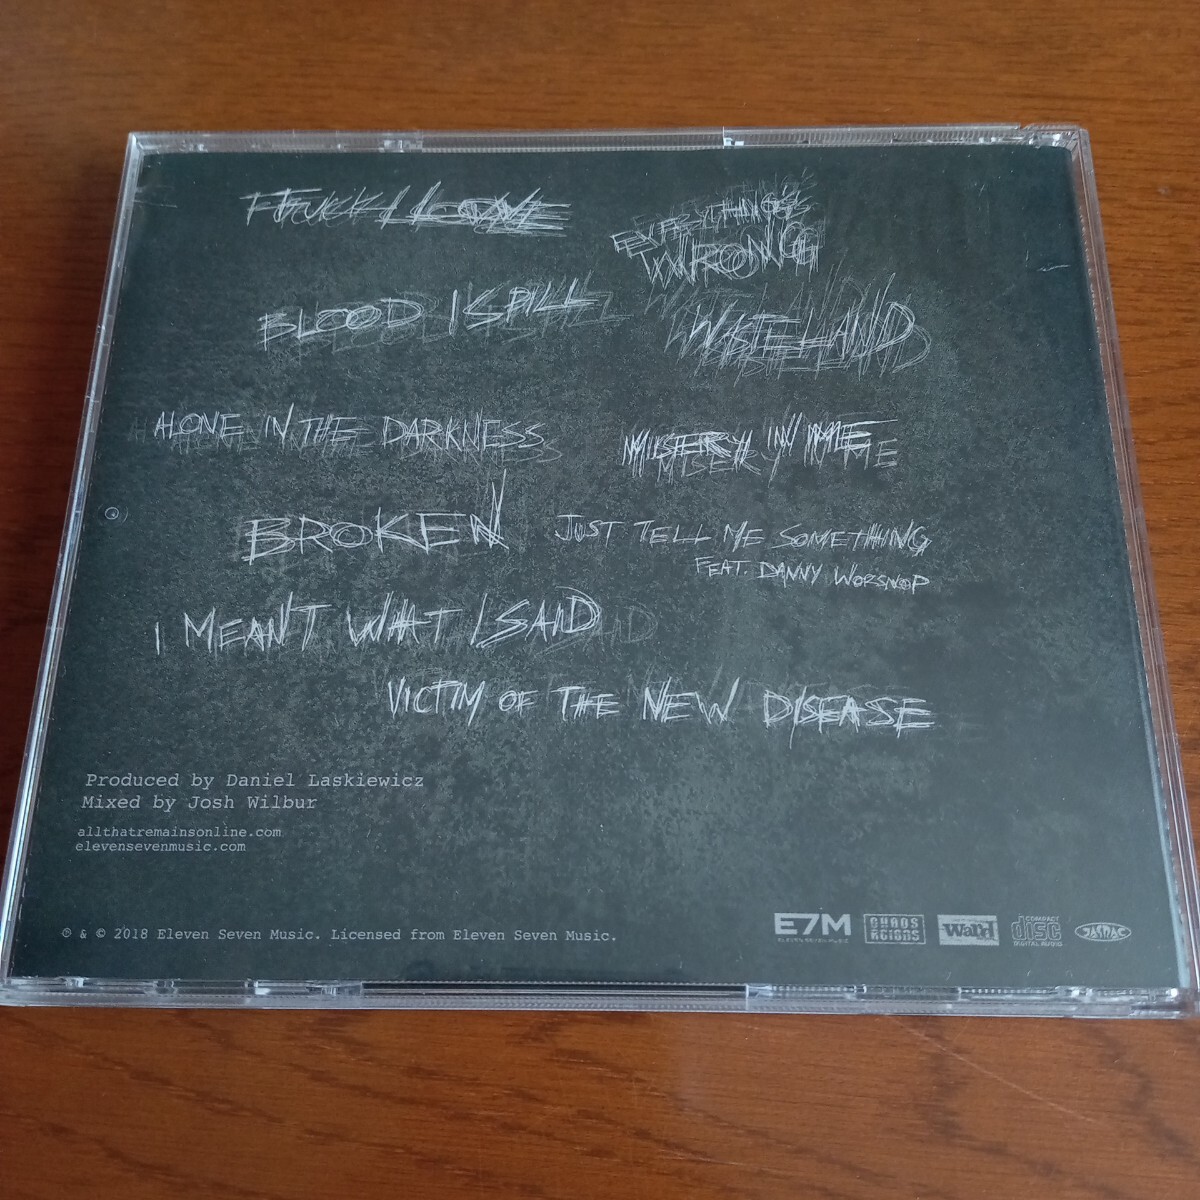 FUCK LOVE
EVERYTHING'S
WRONG
BLOOD I SPILL
WASTELAND
ALONE IN THE DARKNESS
MISERY IN ME
BROKEN
JUST TELL ME SOMETHING
FEAT. DANNY WORSNOP
I MEANT WHAT I SAID
VICTIM OF THE NEW DISEASE
Produced by Daniel Laskiewicz
Mixed by Josh Wilbur
allthatremainsonline.com
elevensevenmusic.com
℗ & © 2018 Eleven Seven Music. Licensed from Eleven Seven Music.
E7M
ELEVEN SEVEN MUSIC
CHAOS
REIGNS
Ward
COMPACT
disc
DIGITAL AUDIO
JASRAC